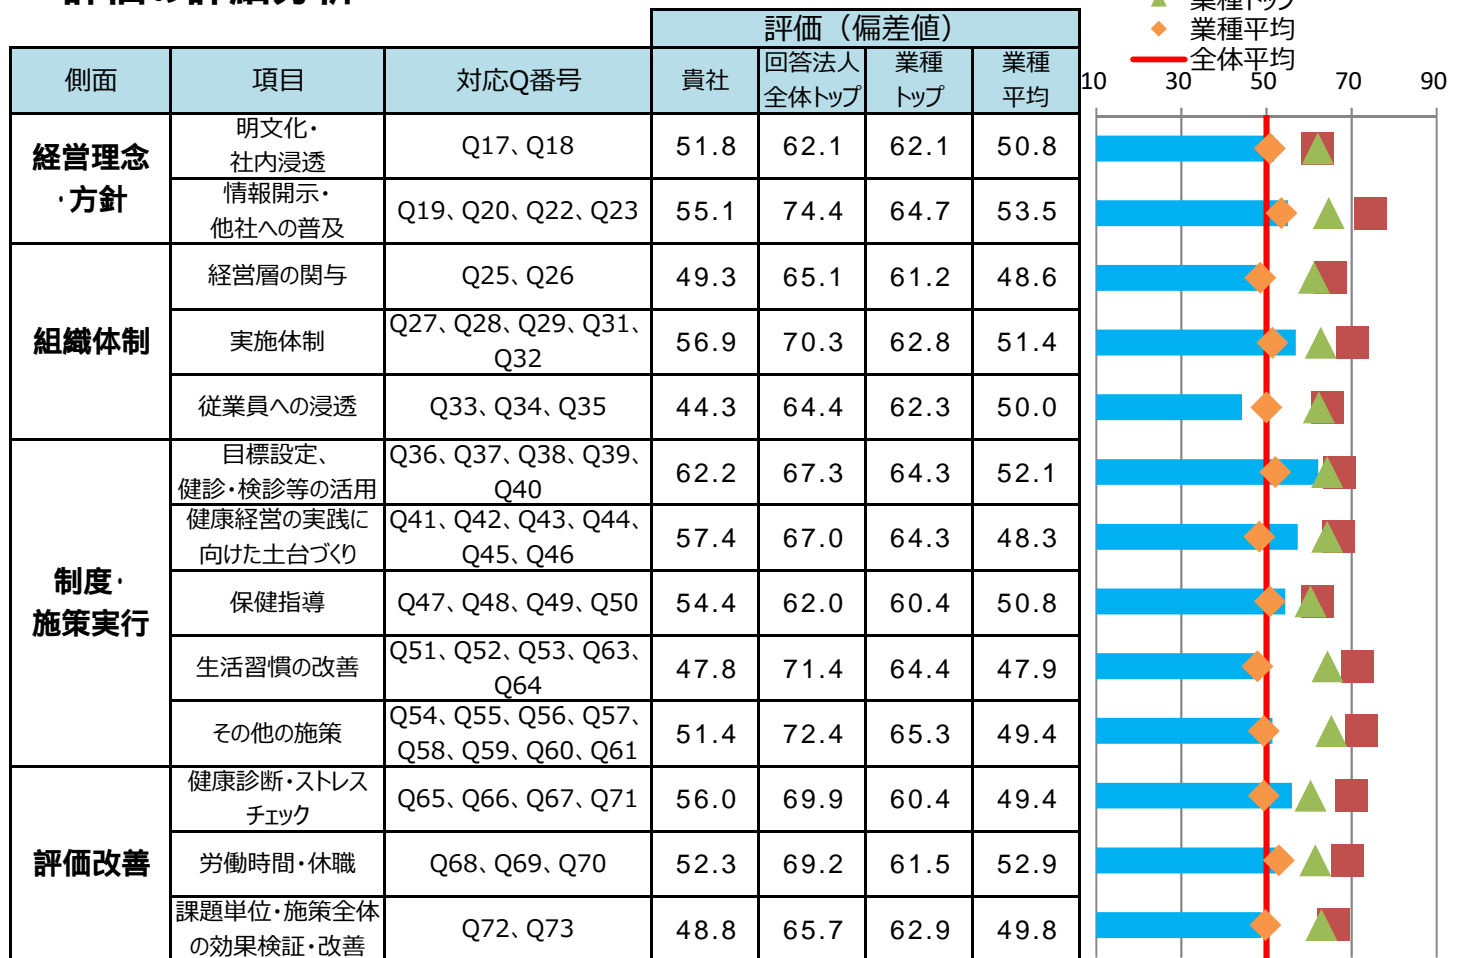 評価の詳細分析
業種トップ
業種平均
全体平均
評価（偏差値）
側面 項目 対応Q番号 貴社 回答法人全体トップ 業種トップ 業種平均
10 30 50 70 90
経営理念・方針
明文化・社内浸透 Q17、Q18 51.8 62.1 62.1 50.8
情報開示・他社への普及 Q19、Q20、Q22、Q23 55.1 74.4 64.7 53.5
組織体制
経営層の関与 Q25、Q26 49.3 65.1 61.2 48.6
実施体制 Q27、Q28、Q29、Q31、Q32 56.9 70.3 62.8 51.4
従業員への浸透 Q33、Q34、Q35 44.3 64.4 62.3 50.0
制度・施策実行
目標設定、健診・検診等の活用 Q36、Q37、Q38、Q39、Q40 62.2 67.3 64.3 52.1
健康経営の実践に向けた土台づくり Q41、Q42、Q43、Q44、Q45、Q46 57.4 67.0 64.3 48.3
保健指導 Q47、Q48、Q49、Q50 54.4 62.0 60.4 50.8
生活習慣の改善 Q51、Q52、Q53、Q63、Q64 47.8 71.4 64.4 47.9
その他の施策 Q54、Q55、Q56、Q57、Q58、Q59、Q60、Q61 51.4 72.4 65.3 49.4
評価改善
健康診断・ストレスチェック Q65、Q66、Q67、Q71 56.0 69.9 60.4 49.4
労働時間・休職 Q68、Q69、Q70 52.3 69.2 61.5 52.9
課題単位・施策全体の効果検証・改善 Q72、Q73 48.8 65.7 62.9 49.8